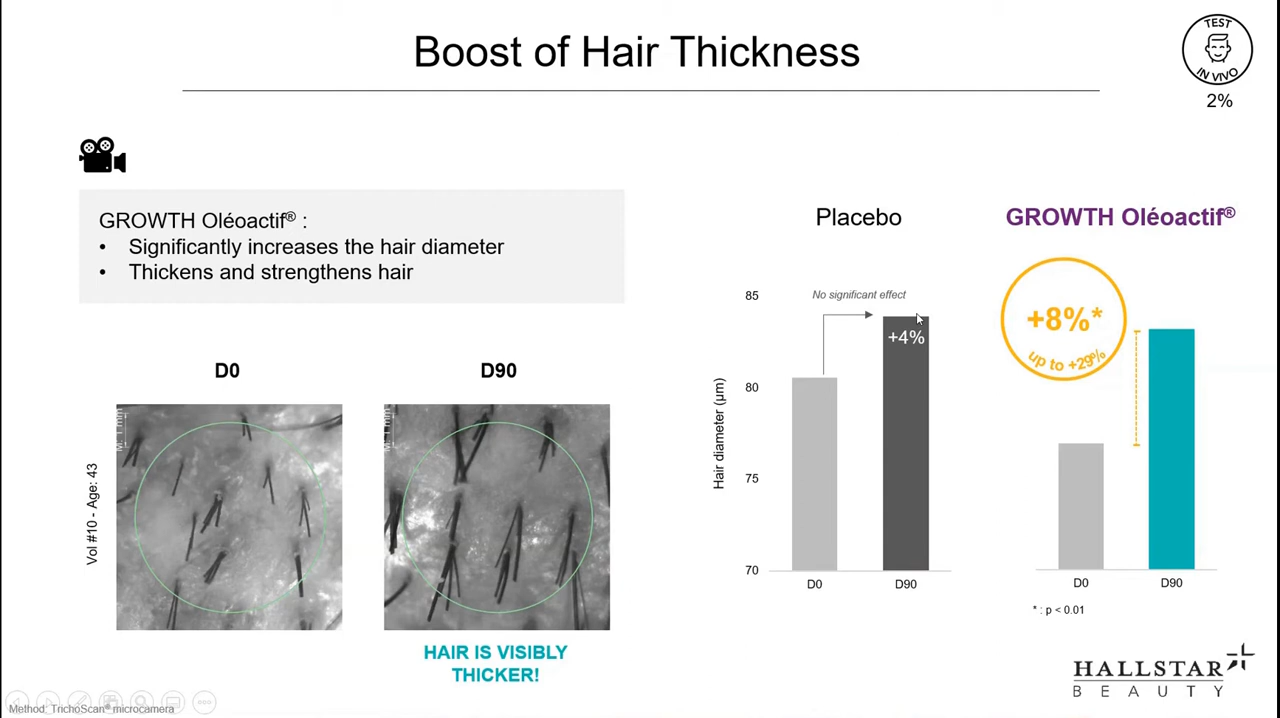 Boost of Hair Thickness
TEST
IN VIVO
2%
GROWTH Oléoactif® :
• Significantly increases the hair diameter
• Thickens and strengthens hair
D0
D90
Vol #10 - Age: 43
M: 1 mm
HAIR IS VISIBLY
THICKER!
Placebo
GROWTH Oléoactif®
No significant effect
+4%
+8%*
up to +29%
Hair diameter (µm)
85
80
75
70
D0
D90
D0
D90
* : p < 0.01
HALLSTAR
BEAUTY
Method: TrichoScan® microcamera